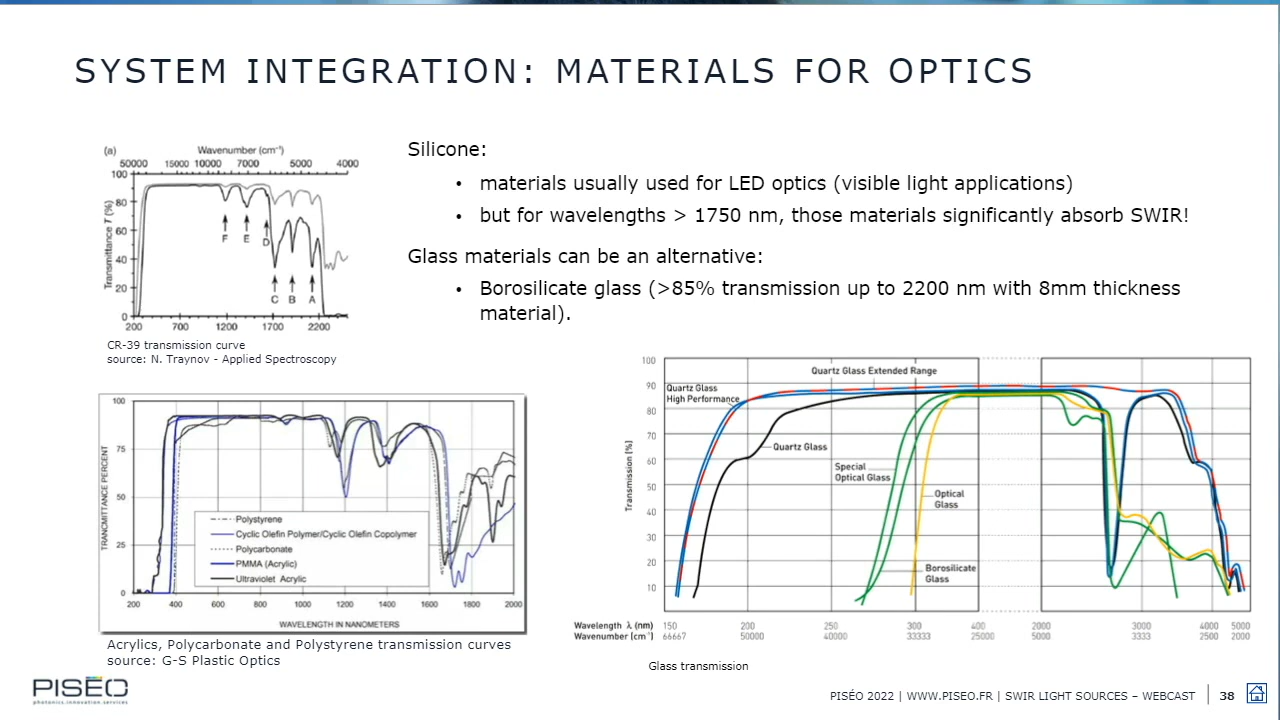 SYSTEM INTEGRATION: MATERIALS FOR OPTICS
(a)
Wavenumber (cm⁻¹)
50000 15000 10000 7000 5000 4000
Transmittance T (%)
100
80
60
40
20
0
F E D
C B A
200 700 1200 1700 2200
CR-39 transmission curve
source: N. Traynov - Applied Spectroscopy
Silicone:
• materials usually used for LED optics (visible light applications)
• but for wavelengths > 1750 nm, those materials significantly absorb SWIR!
Glass materials can be an alternative:
• Borosilicate glass (>85% transmission up to 2200 nm with 8mm thickness
material).
TRANCMITTANCE PERCENT
100
75
50
25
0
Polystyrene
Cyclic Olefin Polymer/Cyclic Olefin Copolymer
Polycarbonate
PMMA (Acrylic)
Ultraviolet Acrylic
200 400 600 800 1000 1200 1400 1600 1800 2000
WAVELENGTH IN NANOMETERS
Acrylics, Polycarbonate and Polystyrene transmission curves
source: G-S Plastic Optics
Transmission [%]
100
90
80
70
60
50
40
30
20
10
Quartz Glass Extended Range
Quartz Glass
High Performance
Quartz Glass
Special
Optical Glass
Optical
Glass
Borosilicate
Glass
Wavelength λ (nm) 150 200 250 300 400 2000 3000 4000 5000
Wavenumber [cm⁻¹] 66667 50000 40000 33333 25000 5000 3333 2500 2000
Glass transmission
PISEO
photonics.innovation.services
PISÉO 2022 | WWW.PISEO.FR | SWIR LIGHT SOURCES – WEBCAST 38